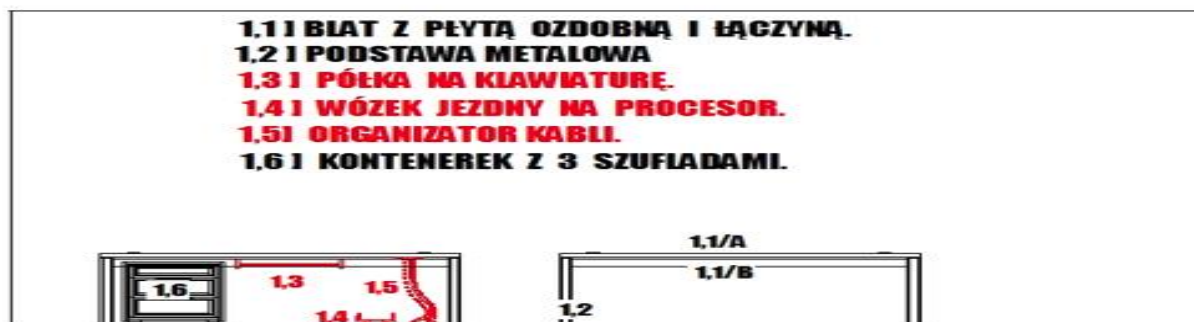 1,1] BLAT Z PŁYTĄ OZDOBNĄ I ŁĄCZYNĄ.
1,2] PODSTAWA METALOWA
1,3] PÓŁKA NA KLAWIATURĘ.
1,4] WÓZEK JEZDNY NA PROCESOR.
1,5] ORGANIZATOR KABLI.
1,6] KONTENEREK Z 3 SZUFLADAMI.
1,1/A
1,6 1,3 1,5 1,1/B
1,4 1,2